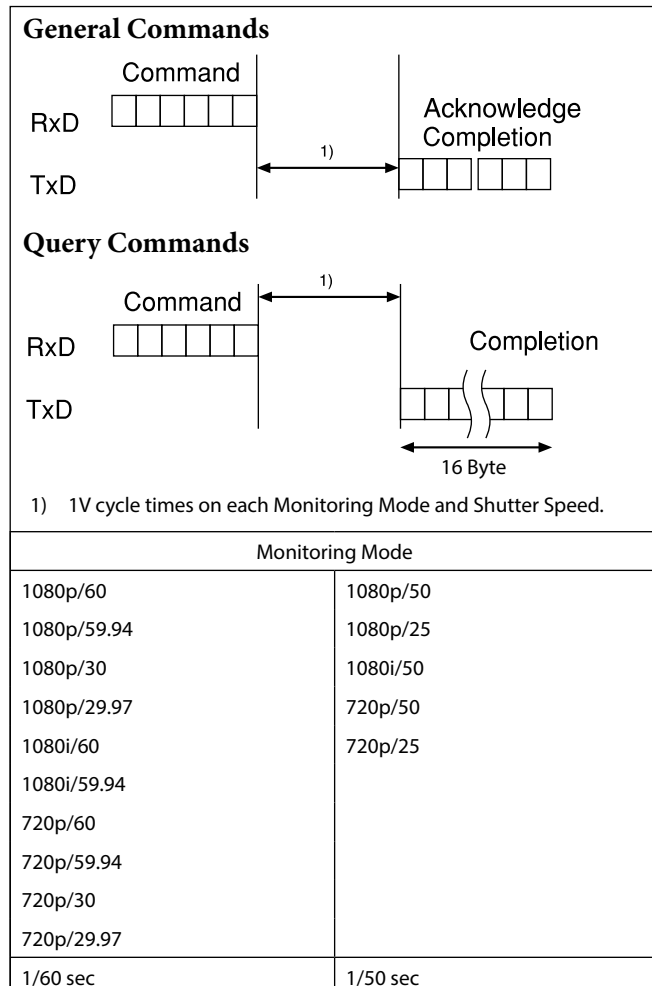 General Commands
Command
RxD
Acknowledge
Completion
1)
TxD
Query Commands
1)
Command
RxD
Completion
TxD
16 Byte
1) 1V cycle times on each Monitoring Mode and Shutter Speed.
Monitoring Mode
1080p/60 1080p/50
1080p/59.94 1080p/25
1080p/30 1080i/50
1080p/29.97 720p/50
1080i/60 720p/25
1080i/59.94
720p/60
720p/59.94
720p/30
720p/29.97
1/60 sec 1/50 sec